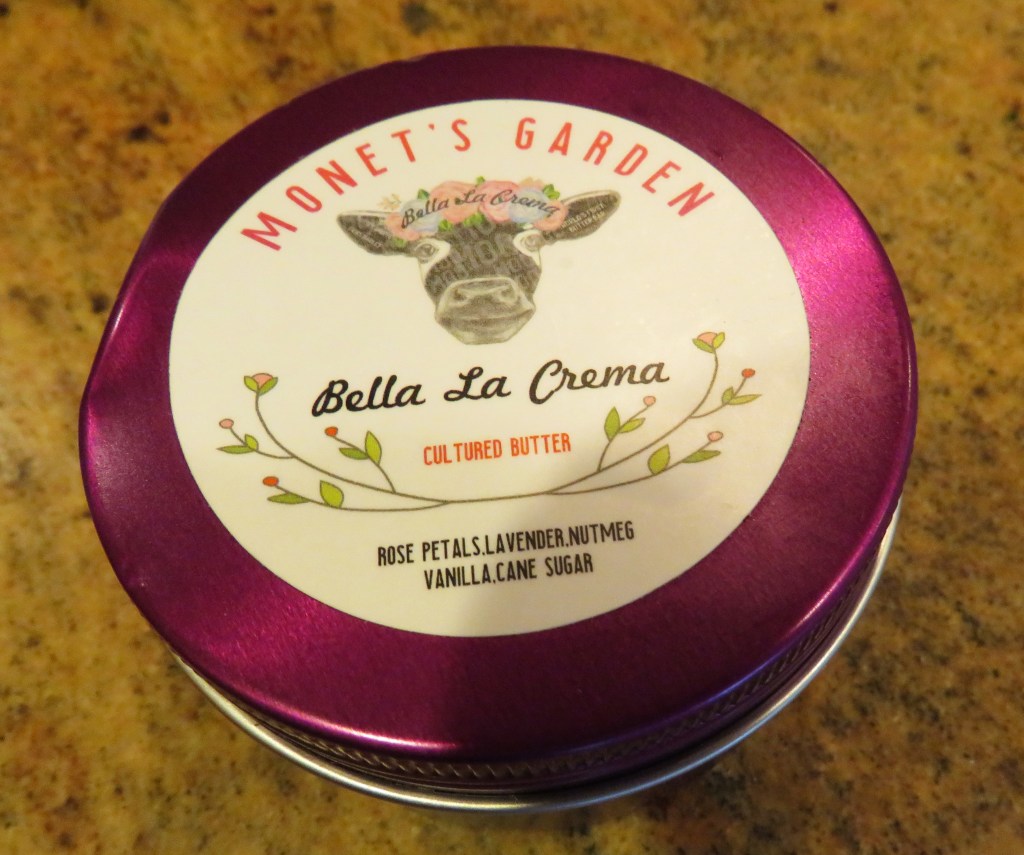 MONET'S GARDEN
Bella La Crema
Bella La Crema
CULTURED BUTTER
ROSE PETALS.LAVENDER.NUTMEG
VANILLA.CANE SUGAR